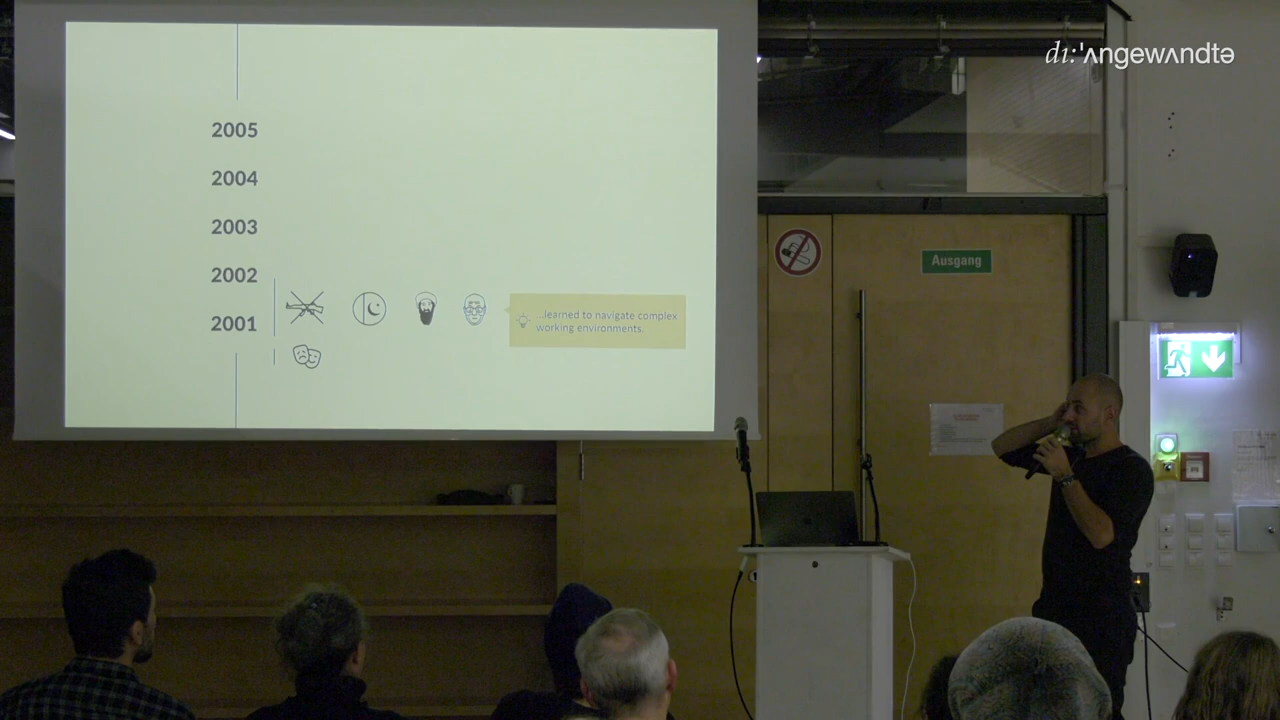 di:'ʌngewʌndtə
2005
2004
2003
2002
2001
...learned to navigate complex
working environments.
Ausgang